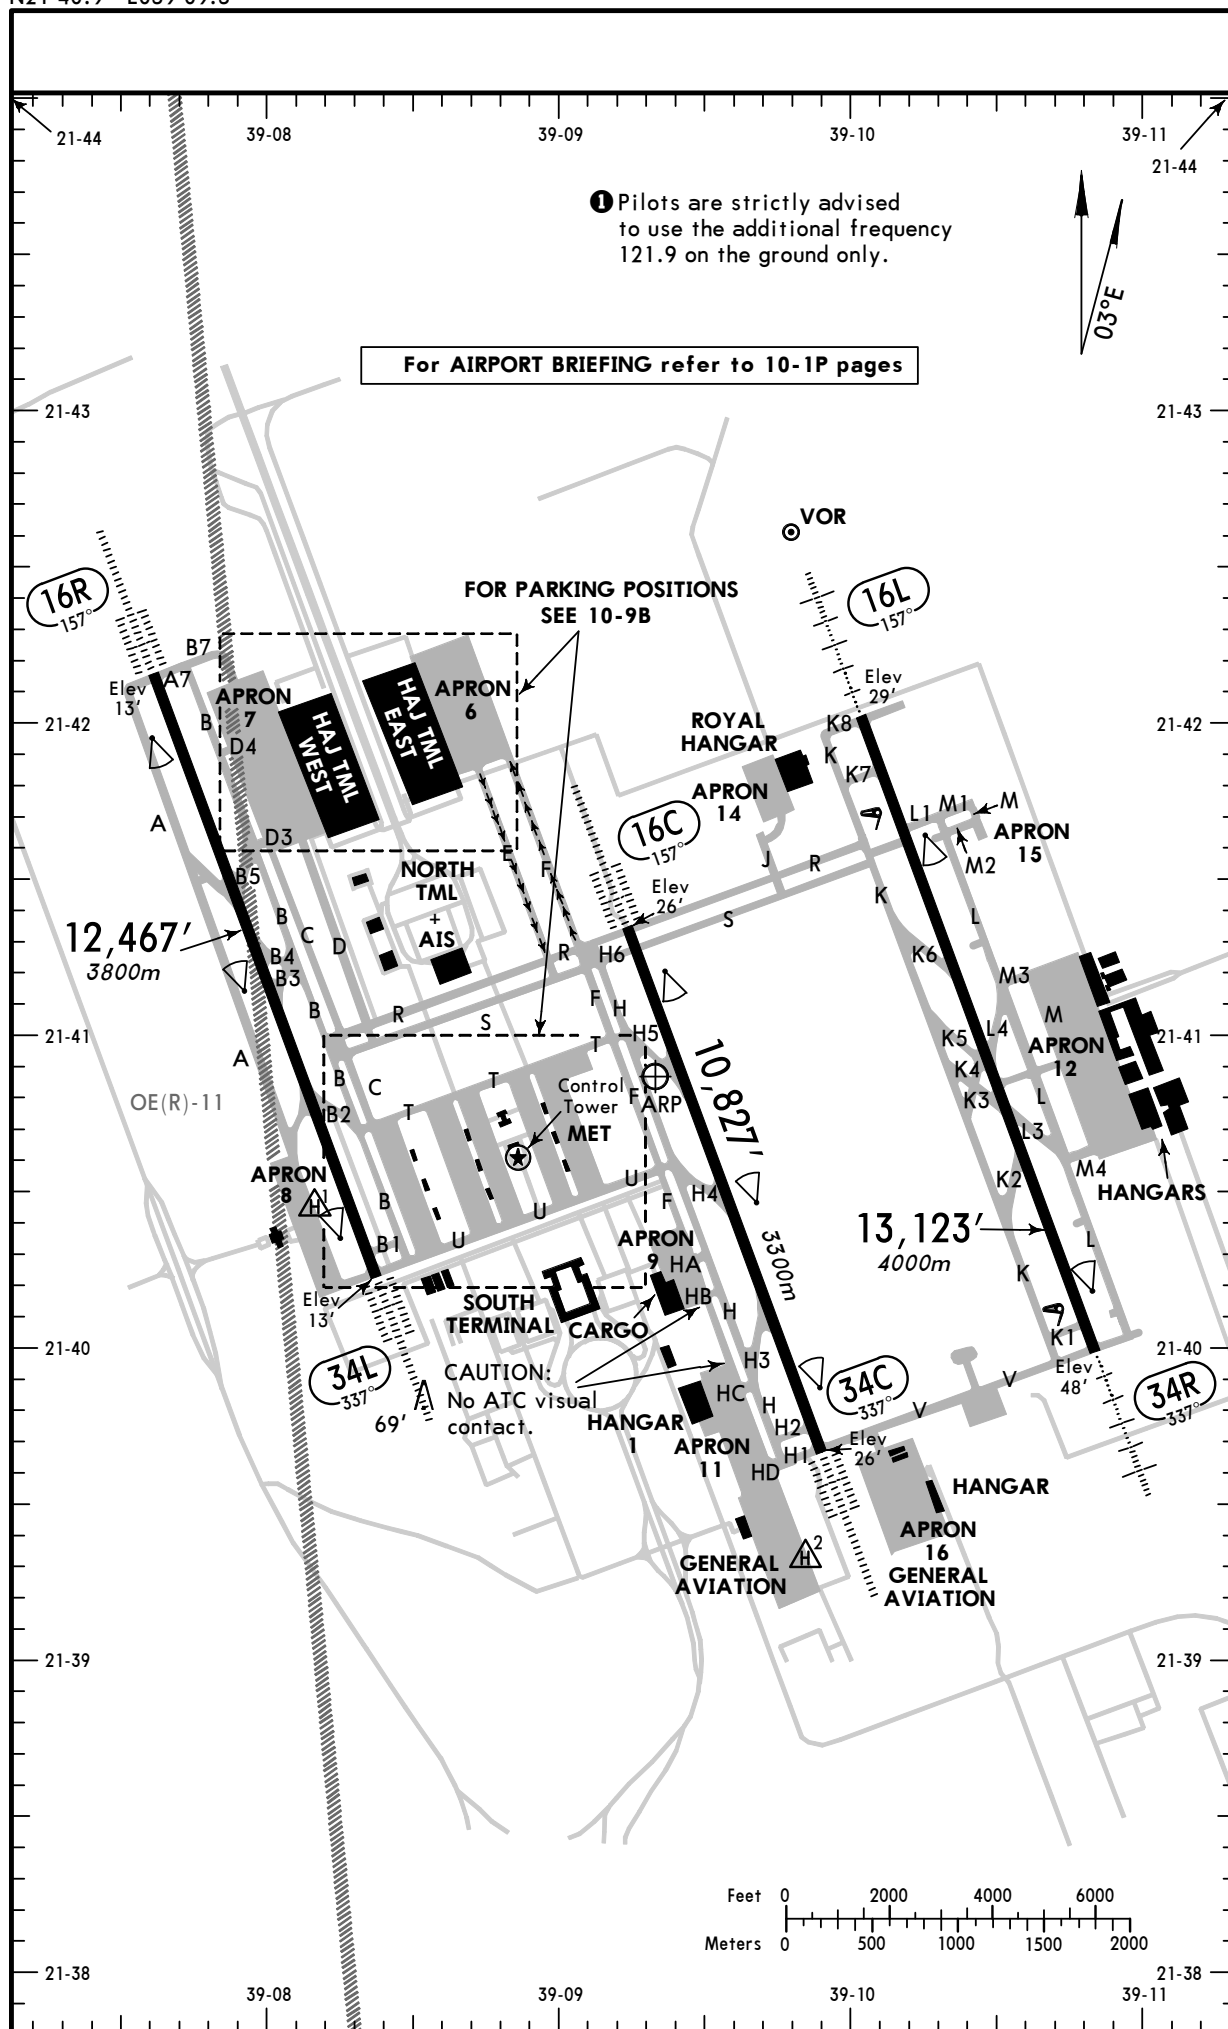 39-08
39-09
39-10
39-11
21-44
21-44
❶ Pilots are strictly advised
to use the additional frequency
121.9 on the ground only.
03°E
For AIRPORT BRIEFING refer to 10-1P pages
21-43
21-43
VOR
16R
157°
FOR PARKING POSITIONS
SEE 10-9B
16L
157°
B7
A7
Elev
13'
APRON
7
B
D4
HAJ TML
WEST
HAJ TML
EAST
APRON
6
Elev
29'
21-42
21-42
ROYAL
HANGAR
K8
K
K7
APRON
14
A
D3
16C
157°
L1
M1
M
APRON
15
M2
E
F
J
R
B5
NORTH
TML
+
AIS
Elev
26'
K
B
C
D
S
L
12,467'
3800m
B4
B3
R
H6
K6
M3
B
R
S
F
H
M
21-41
21-41
A
T
H5
K5
L4
APRON
12
B
C
T
Control
Tower
F
ARP
K4
K3
L
OE(R)-11
B2
T
MET
10,827'
3300m
L3
APRON
8
H1
U
F
H4
K2
M4
HANGARS
B
U
13,123'
4000m
B1
U
APRON
9
HA
L
Elev
13'
SOUTH
TERMINAL
CARGO
HB
H
K
K1
21-40
21-40
34L
337°
CAUTION:
No ATC visual
contact.
H3
34C
337°
Elev
48'
34R
337°
69'
HC
H
V
V
HANGAR
1
APRON
11
H2
H1
Elev
26'
HD
HANGAR
APRON
16
GENERAL
AVIATION
GENERAL
AVIATION
H2
21-39
21-39
Feet 0 2000 4000 6000
Meters 0 500 1000 1500 2000
21-38
21-38
39-08
39-09
39-10
39-11